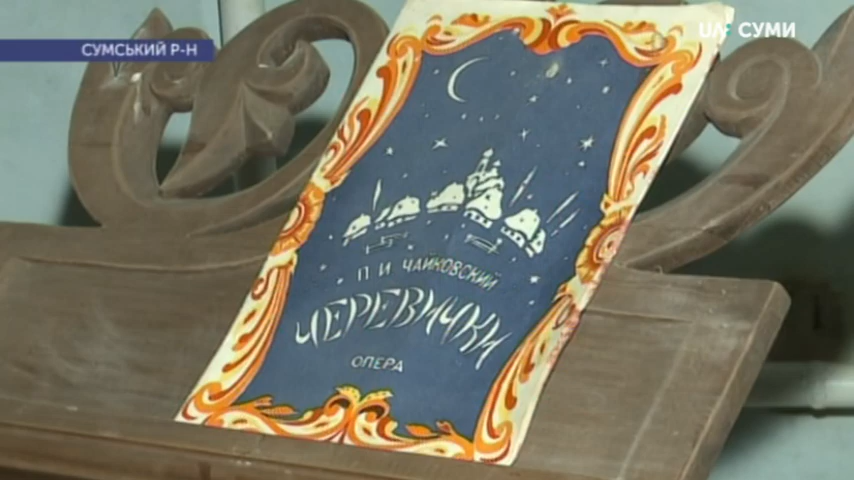 СУМСЬКИЙ Р-Н
UA: СУМИ
П И ЧАЙКОВСКИЙ
ЧЕРЕВИЧКИ
ОПЕРА